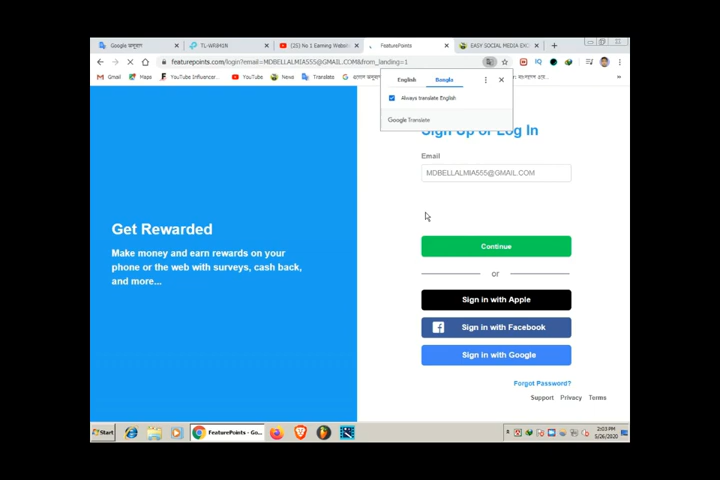 Google অনুবাদ
TL-WR841N
(25) No 1 Earning Website
FeaturePoints
EASY SOCIAL MEDIA EXC
featurepoints.com/login?email=MDBELLALMIA555@GMAIL.COM&from_landing=1
Gmail
Maps
YouTube Influencer...
YouTube
News
Translate
English
Bangla
Always translate English
Google Translate
Sign Up or Log In
Email
MDBELLALMIA555@GMAIL.COM
Get Rewarded
Make money and earn rewards on your
phone or the web with surveys, cash back,
and more...
Continue
or
Sign in with Apple
Sign in with Facebook
Sign in with Google
Forgot Password?
Support Privacy Terms
Start
FeaturePoints - Go...
2:03 PM
5/26/2020